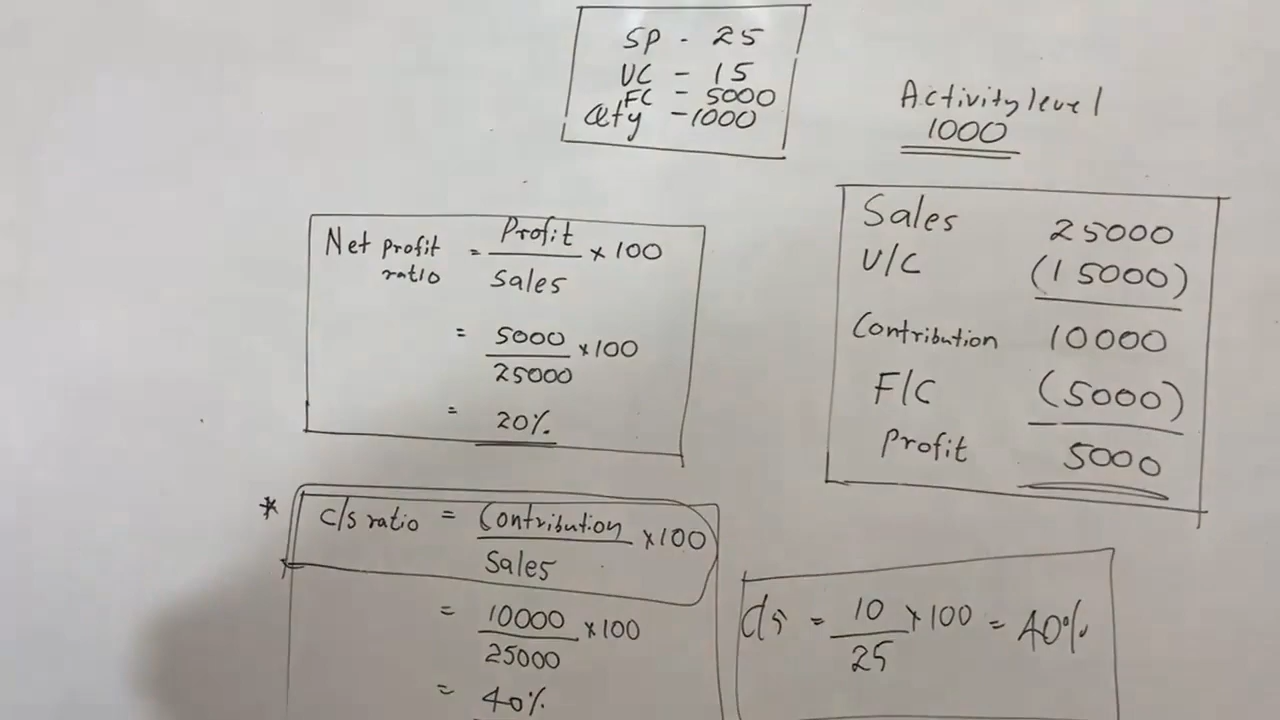 SP - 25
VC - 15
FC - 5000
Qty - 1000
Activity level
1000
Net profit ratio = Profit / Sales × 100
= 5000 / 25000 × 100
= 20%
Sales 25000
V/C (15000)
Contribution 10000
F/C (5000)
Profit 5000
* c/s ratio = Contribution / Sales × 100
= 10000 / 25000 × 100
= 40%
c/s = 10 / 25 × 100 = 40%